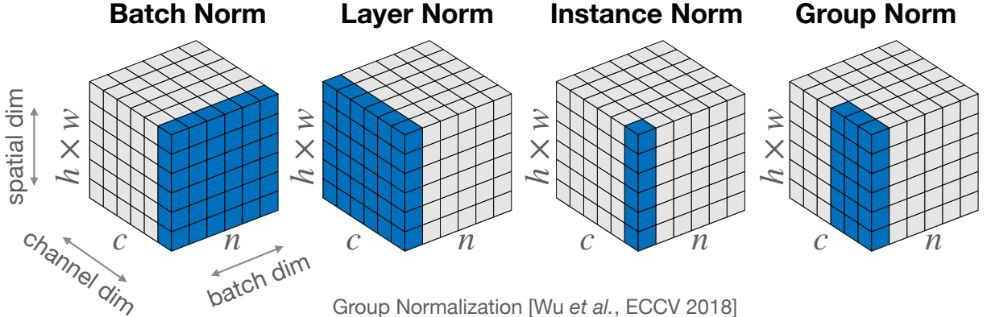 Batch Norm
Layer Norm
Instance Norm
Group Norm
spatial dim
h × w
c
n
channel dim
batch dim
h × w
c
n
h × w
c
n
h × w
c
n
Group Normalization [Wu et al., ECCV 2018]